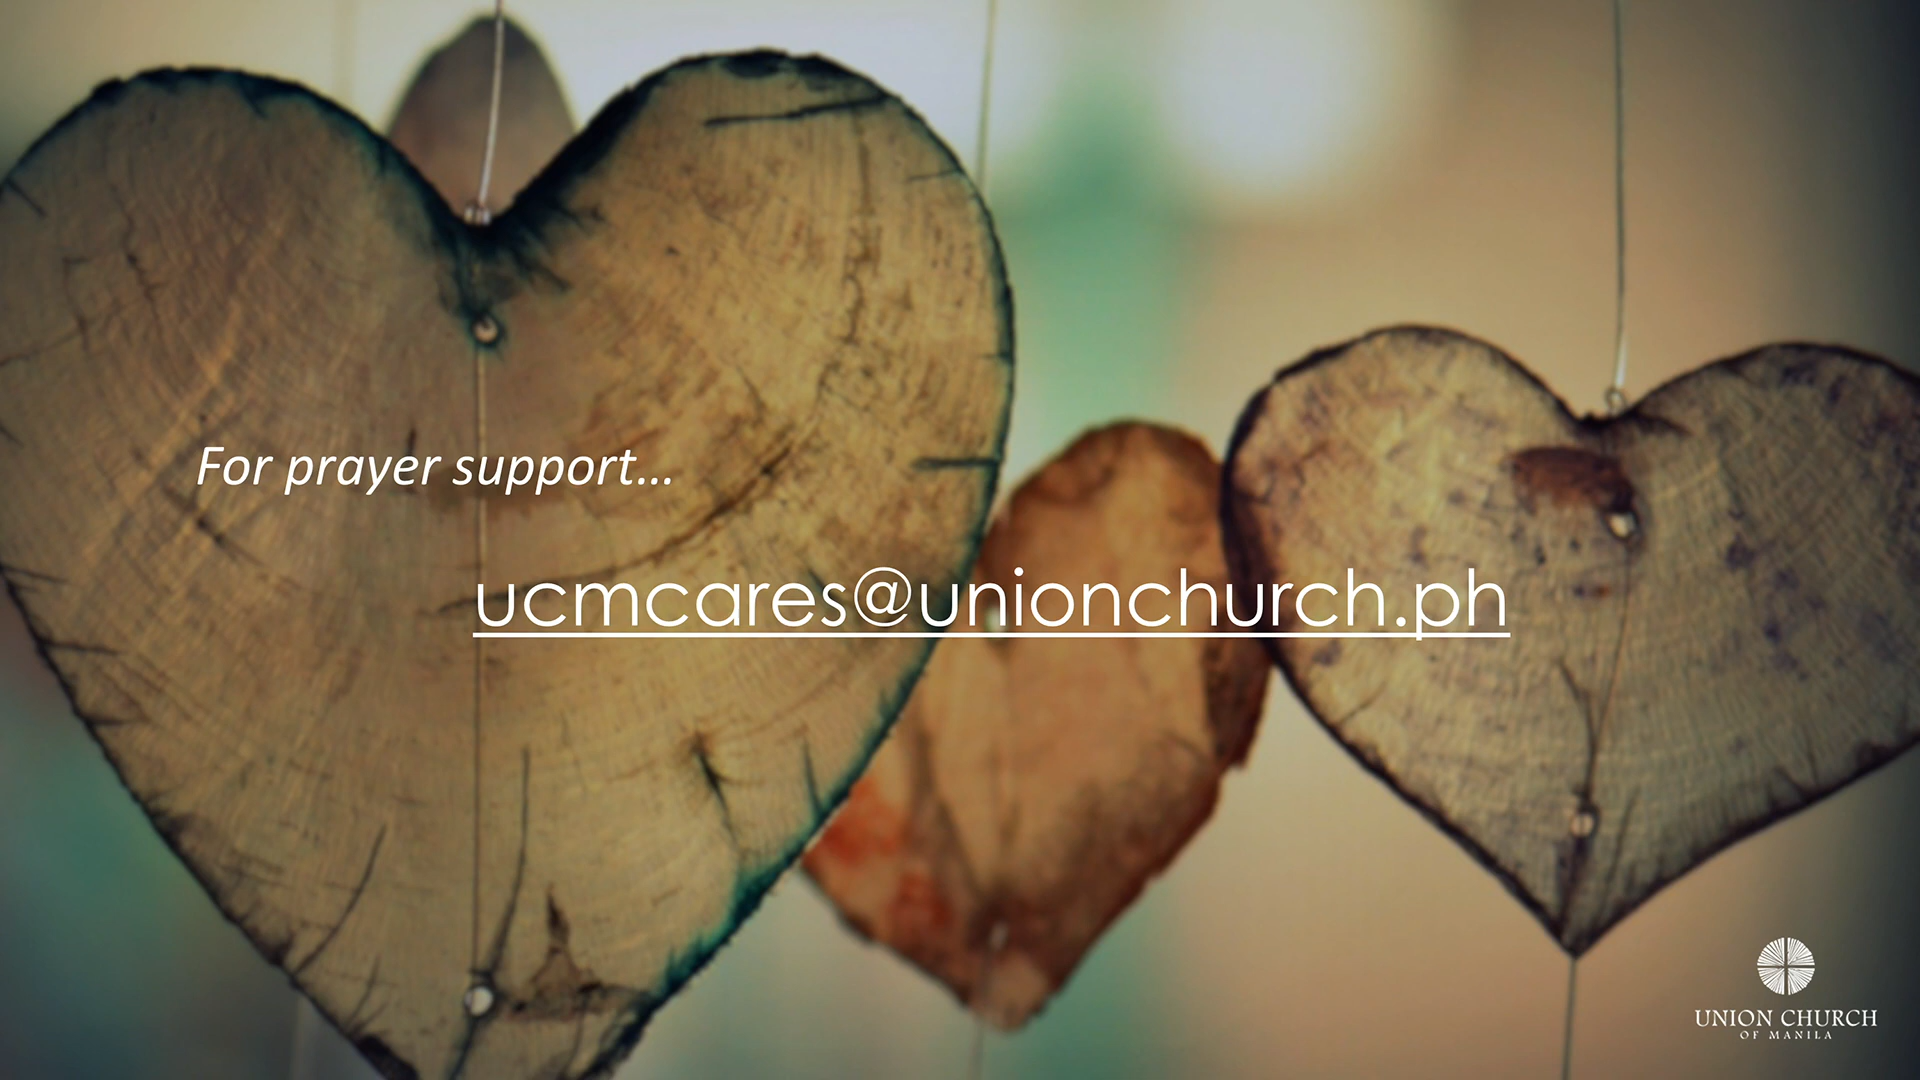 For prayer support...
ucmcares@unionchurch.ph
UNION CHURCH
OF MANILA